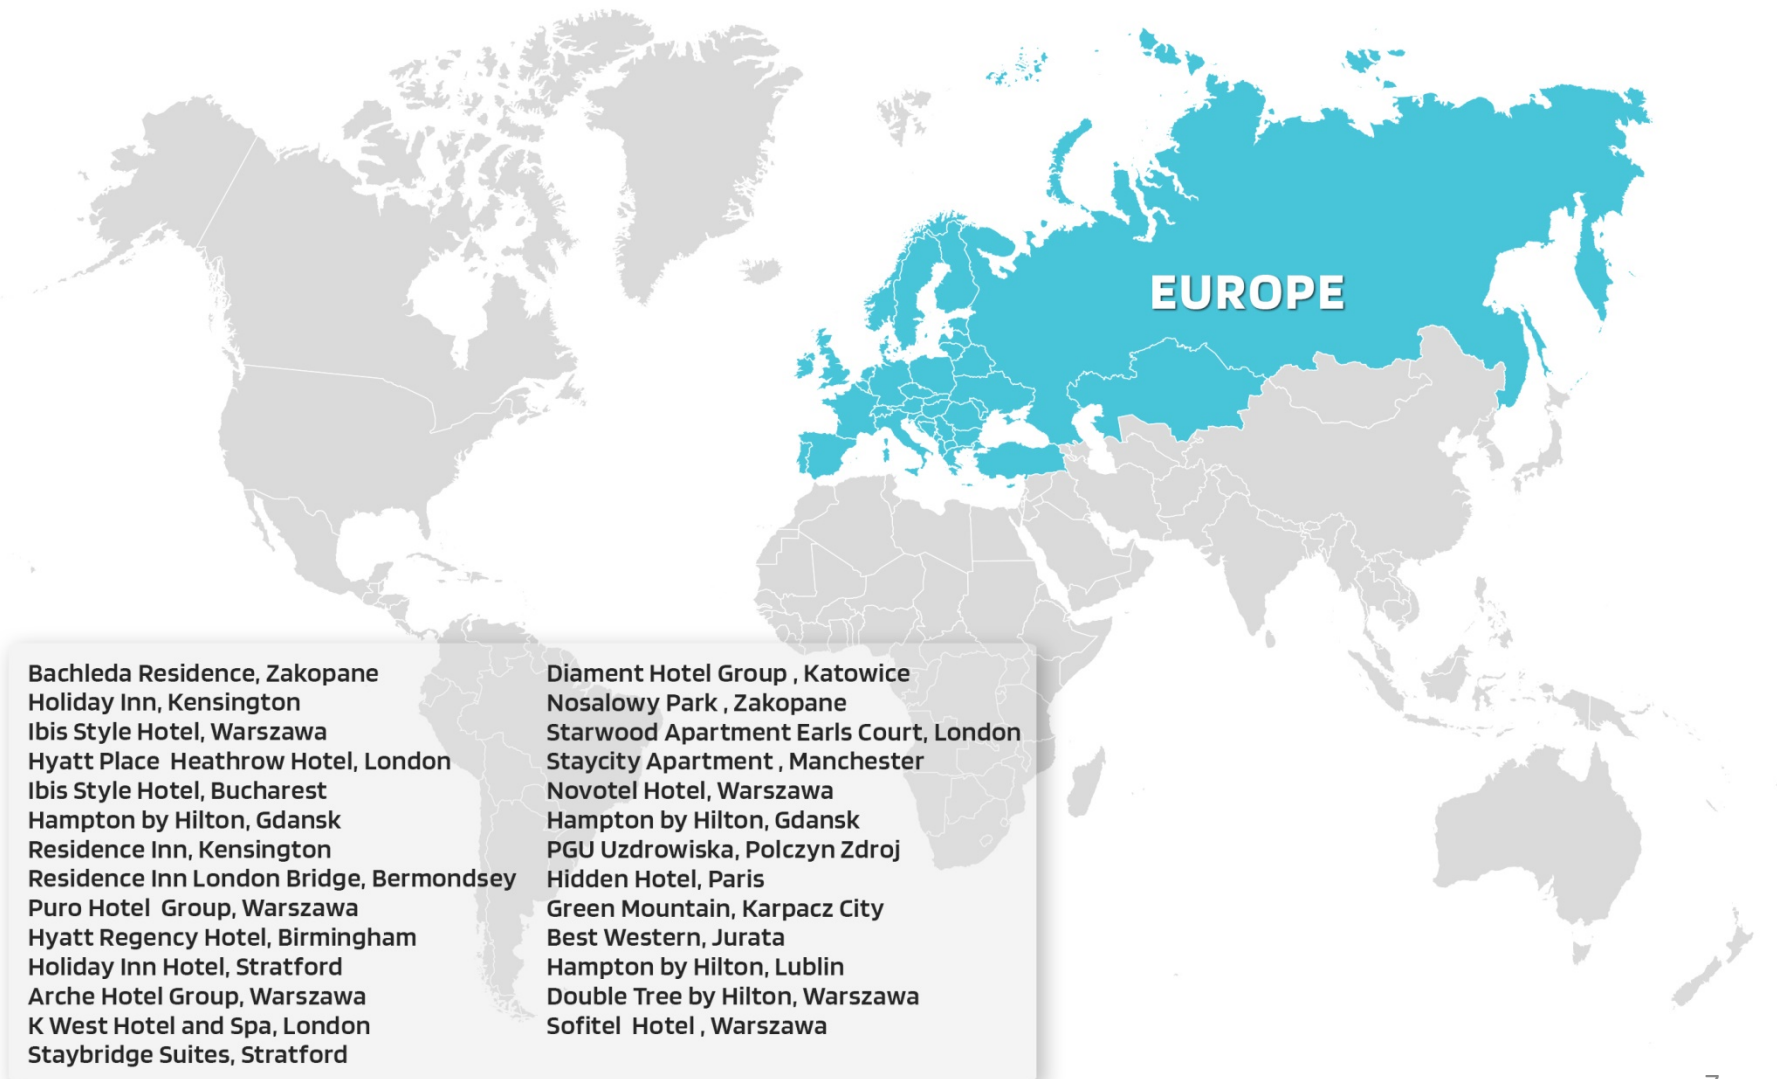 EUROPE
Bachleda Residence, Zakopane
Holiday Inn, Kensington
Ibis Style Hotel, Warszawa
Hyatt Place  Heathrow Hotel, London
Ibis Style Hotel, Bucharest
Hampton by Hilton, Gdansk
Residence Inn, Kensington
Residence Inn London Bridge, Bermondsey
Puro Hotel  Group, Warszawa
Hyatt Regency Hotel, Birmingham
Holiday Inn Hotel, Stratford
Arche Hotel Group, Warszawa
K West Hotel and Spa, London
Staybridge Suites, Stratford
Diament Hotel Group , Katowice
Nosalowy Park , Zakopane
Starwood Apartment Earls Court, London
Staycity Apartment , Manchester
Novotel Hotel, Warszawa
Hampton by Hilton, Gdansk
PGU Uzdrowiska, Polczyn Zdroj
Hidden Hotel, Paris
Green Mountain, Karpacz City
Best Western, Jurata
Hampton by Hilton, Lublin
Double Tree by Hilton, Warszawa
Sofitel  Hotel , Warszawa